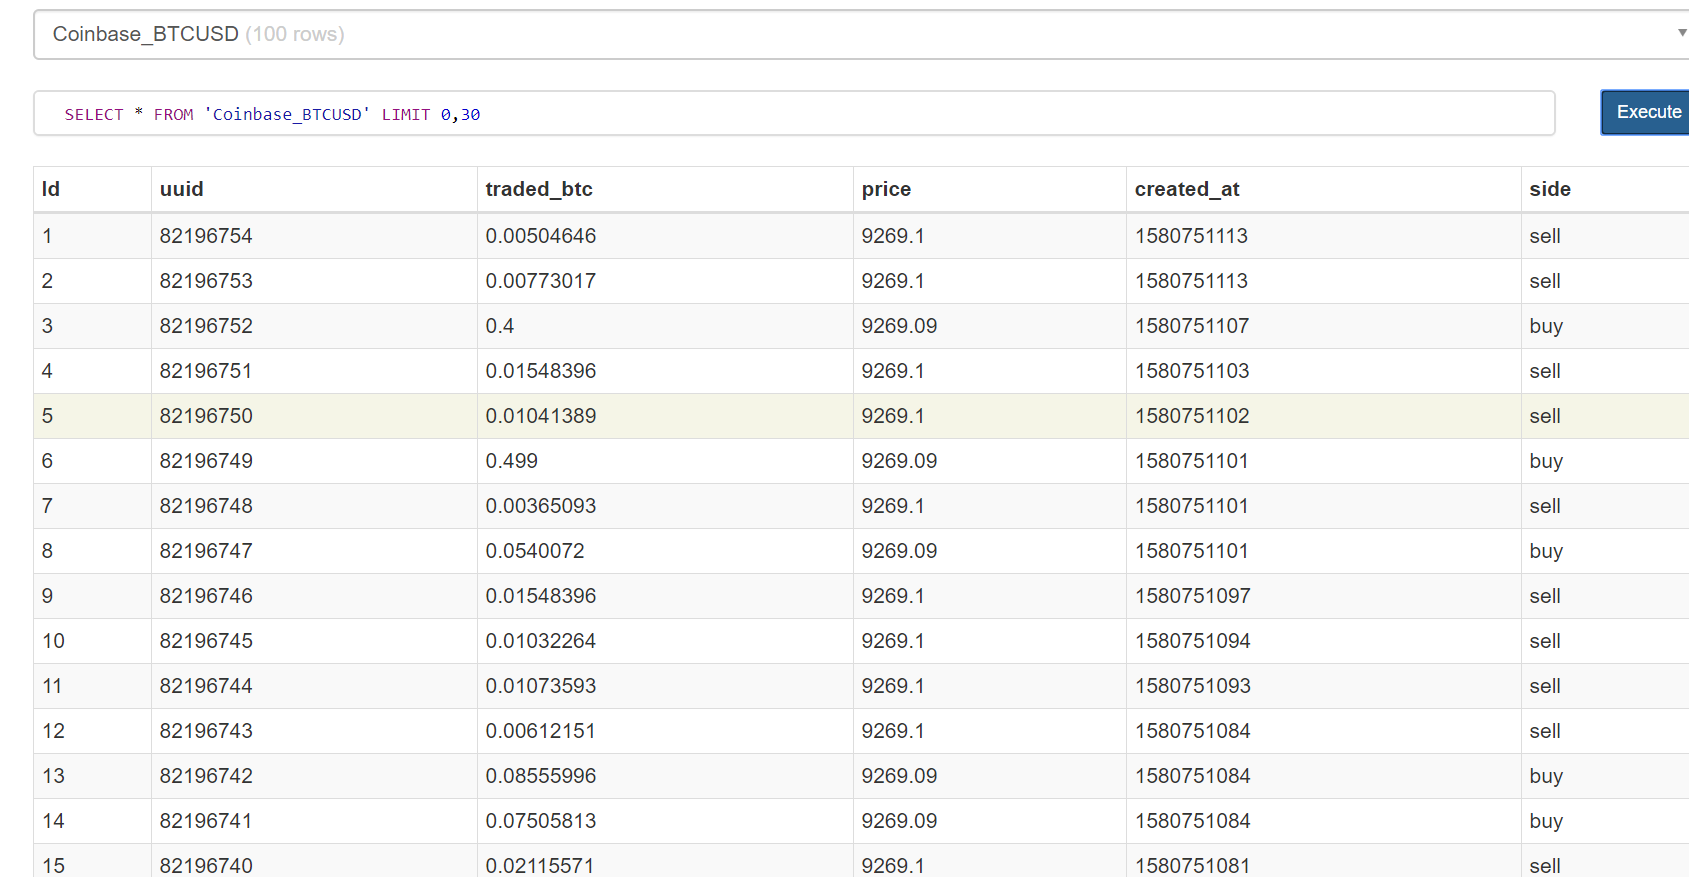 Coinbase_BTCUSD (100 rows)
SELECT * FROM 'Coinbase_BTCUSD' LIMIT 0,30
Execute
Id uuid traded_btc price created_at side
1 82196754 0.00504646 9269.1 1580751113 sell
2 82196753 0.00773017 9269.1 1580751113 sell
3 82196752 0.4 9269.09 1580751107 buy
4 82196751 0.01548396 9269.1 1580751103 sell
5 82196750 0.01041389 9269.1 1580751102 sell
6 82196749 0.499 9269.09 1580751101 buy
7 82196748 0.00365093 9269.1 1580751101 sell
8 82196747 0.0540072 9269.09 1580751101 buy
9 82196746 0.01548396 9269.1 1580751097 sell
10 82196745 0.01032264 9269.1 1580751094 sell
11 82196744 0.01073593 9269.1 1580751093 sell
12 82196743 0.00612151 9269.1 1580751084 sell
13 82196742 0.08555996 9269.09 1580751084 buy
14 82196741 0.07505813 9269.09 1580751084 buy
15 82196740 0.02115571 9269.1 1580751081 sell